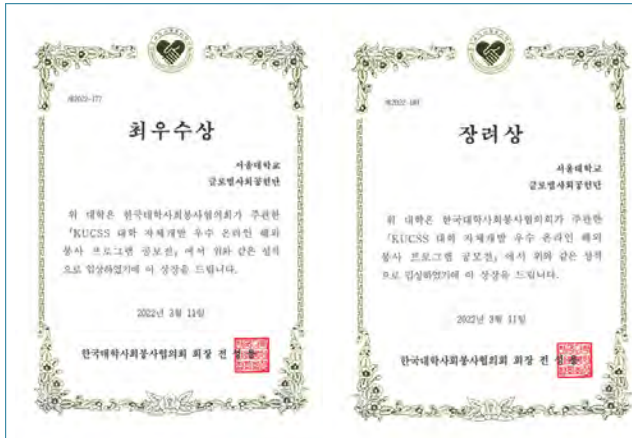 최우수상
서울대학교
글로벌사회공헌단
위 대학은 한국대학사회봉사협의회가 주관한
「KUCSS 대학 자체개발 우수 온라인 해외
봉사 프로그램 공모전」에서 위와 같은 성적
으로 입상하였기에 이 상장을 드립니다.
2022년 3월 11일
한국대학사회봉사협의회 회장 전
장려상
서울대학교
글로벌사회공헌단
위 대학은 한국대학사회봉사협의회가 주관한
「KUCSS 대학 자체개발 우수 온라인 해외
봉사 프로그램 공모전」에서 위와 같은 성적
으로 입상하였기에 이 상장을 드립니다.
2022년 3월 11일
한국대학사회봉사협의회 회장 전